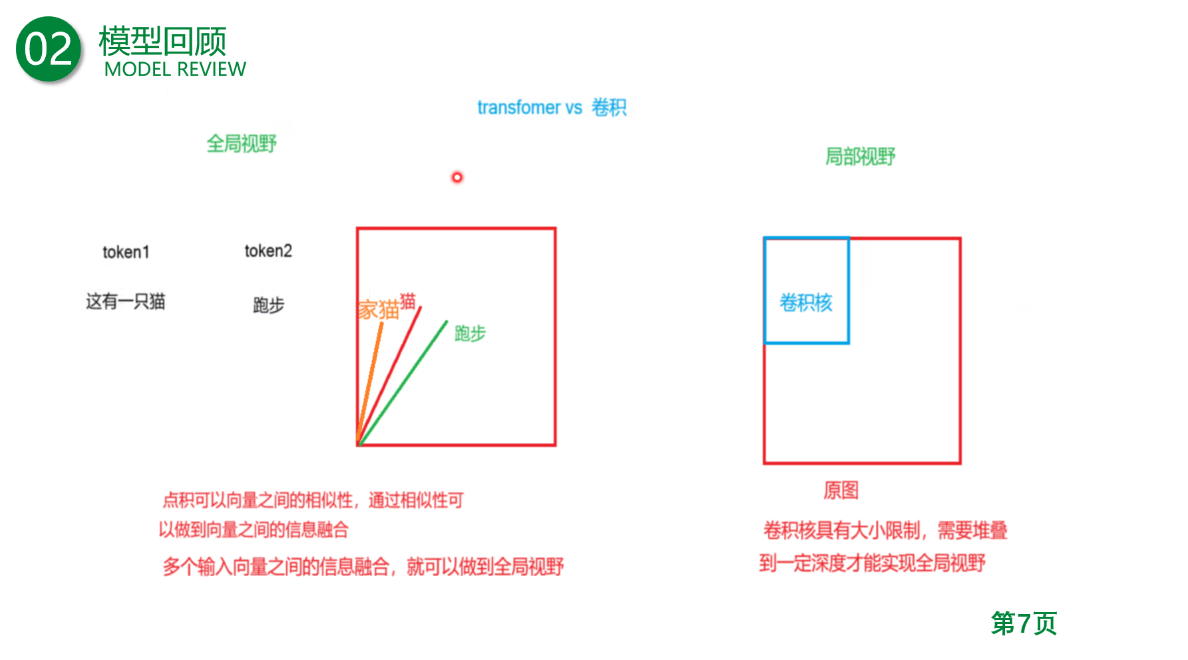 02
模型回顾
MODEL REVIEW
transfomer vs 卷积
全局视野
局部视野
token1
token2
这有一只猫
跑步
家猫
猫
跑步
卷积核
点积可以向量之间的相似性，通过相似性可
以做到向量之间的信息融合
多个输入向量之间的信息融合，就可以做到全局视野
原图
卷积核具有大小限制，需要堆叠
到一定深度才能实现全局视野
第7页